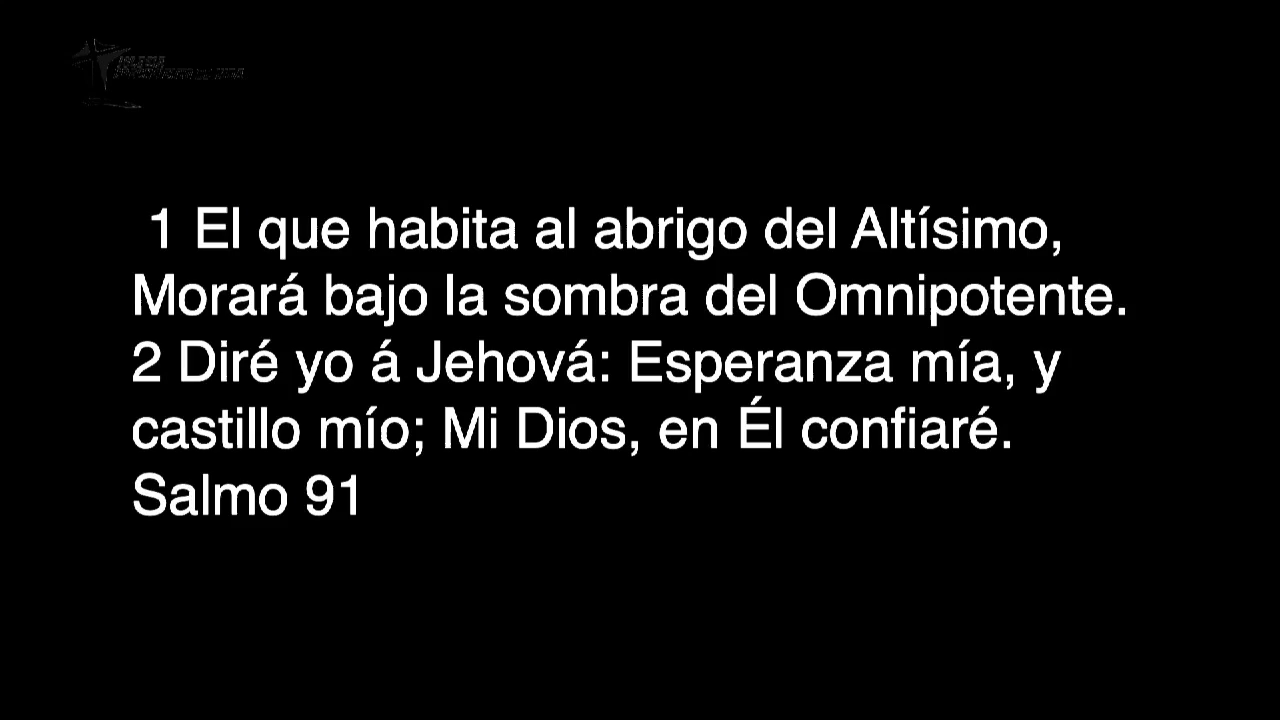 1 El que habita al abrigo del Altísimo,
Morará bajo la sombra del Omnipotente.
2 Diré yo á Jehová: Esperanza mía, y
castillo mío; Mi Dios, en Él confiaré.
Salmo 91